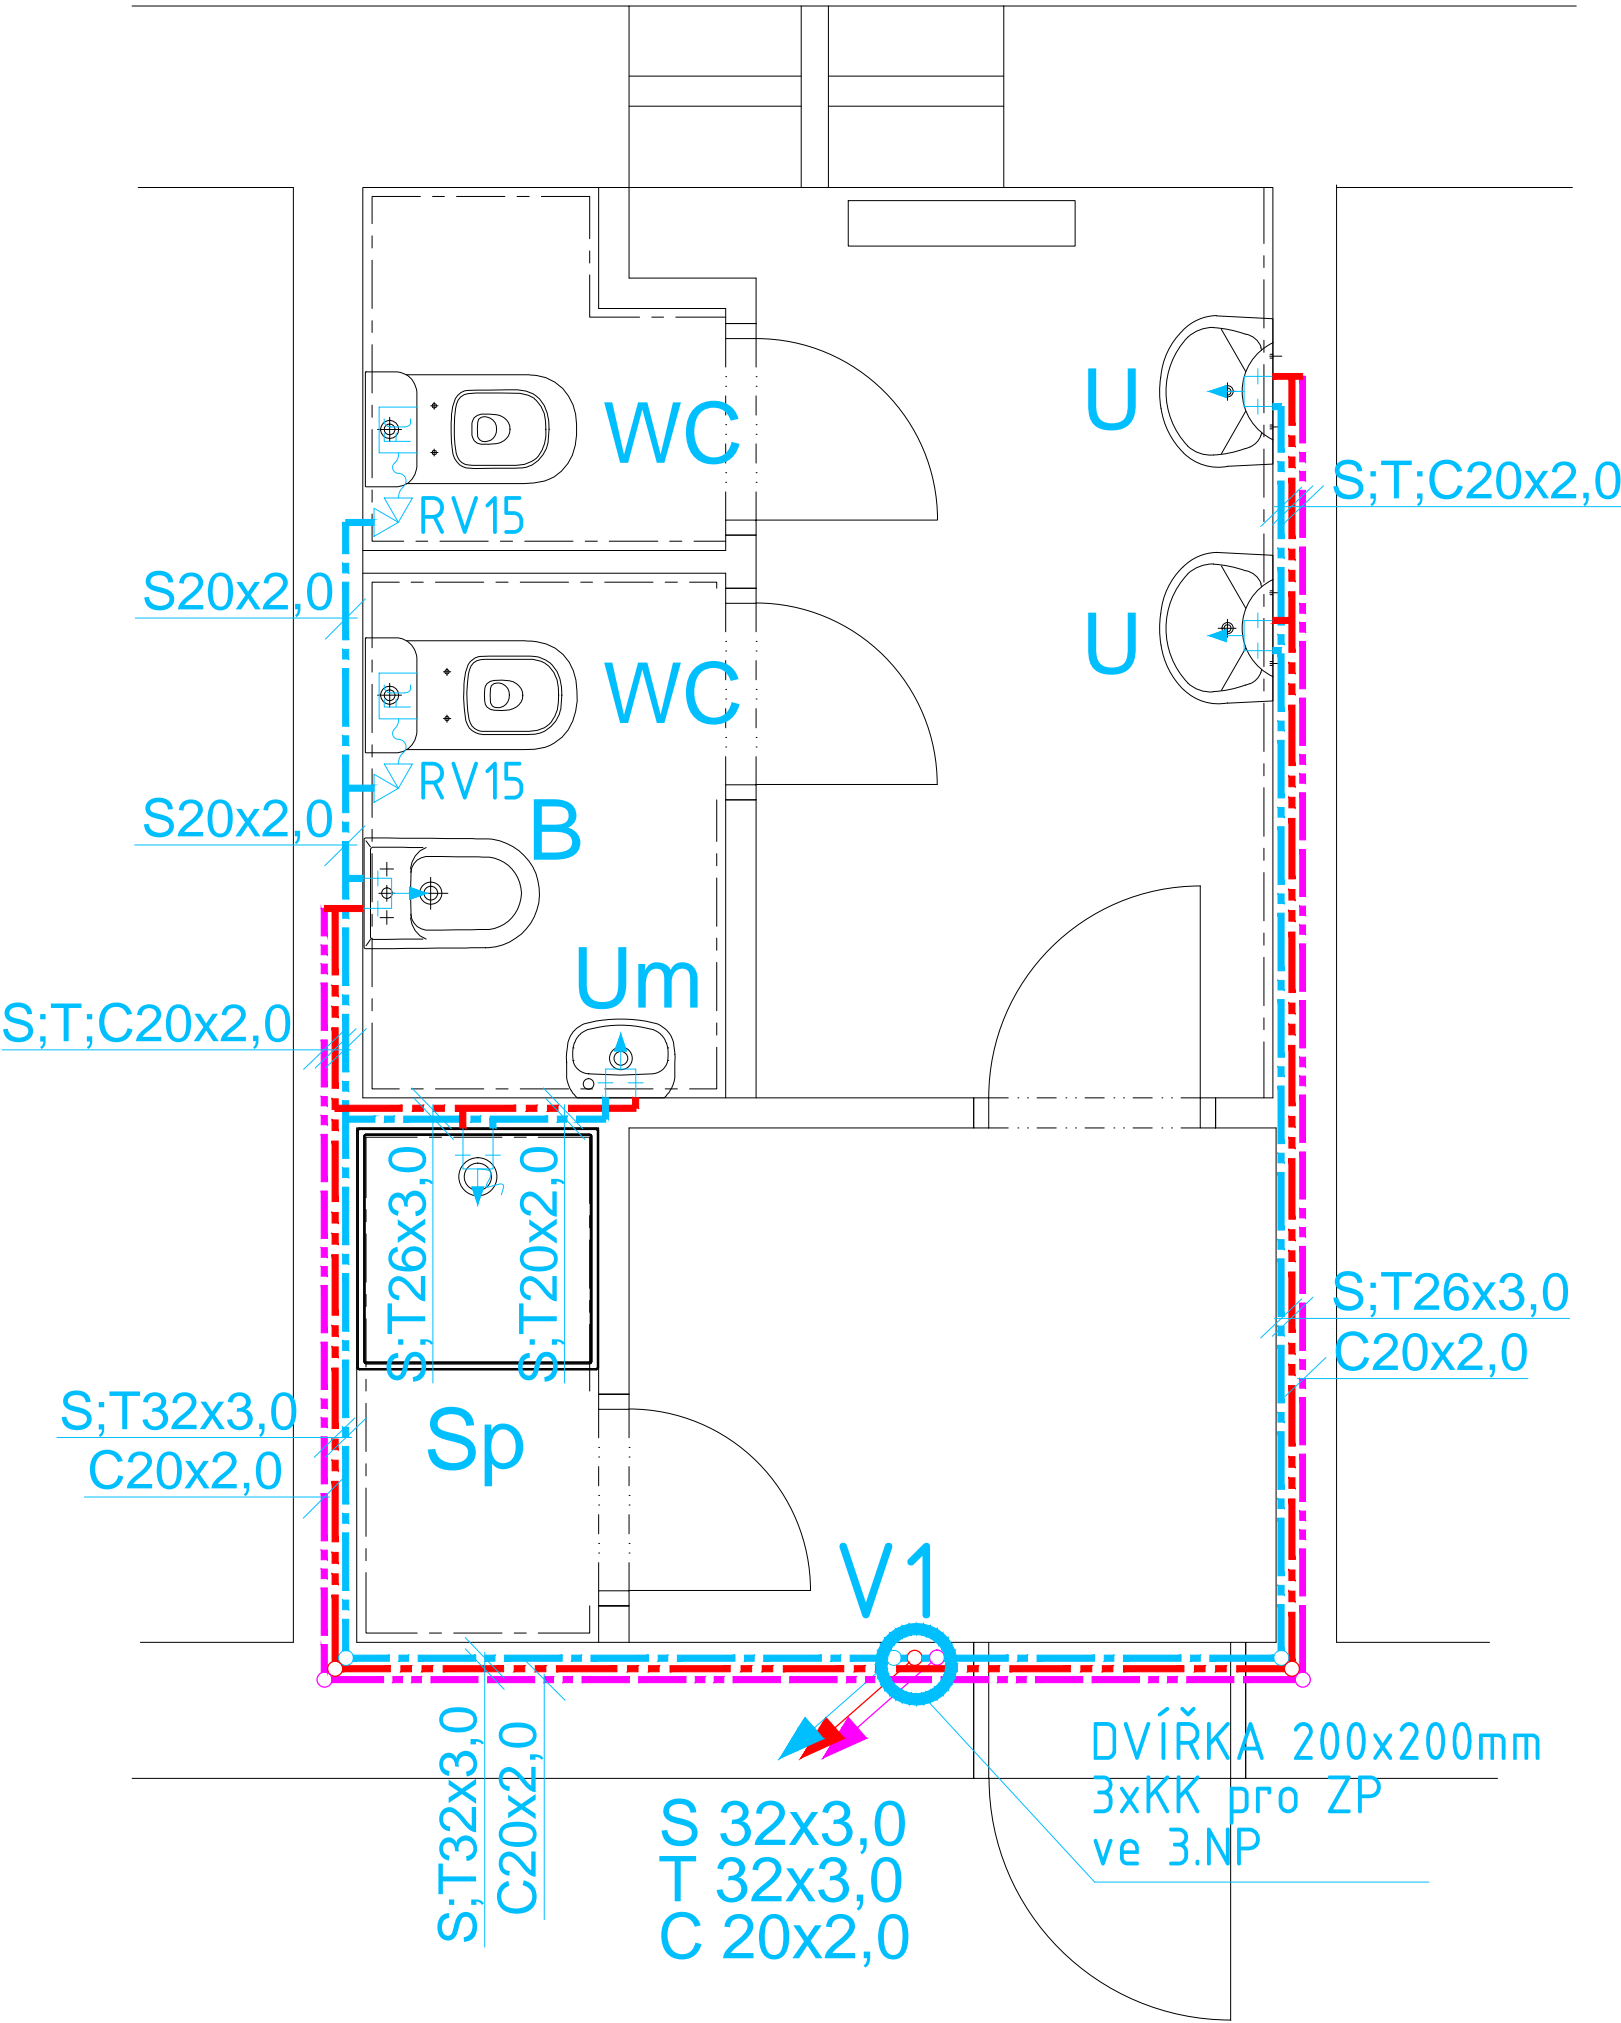 WC
U
S;T;C20x2,0
RV15
S20x2,0
U
WC
RV15
S20x2,0
B
Um
S;T;C20x2,0
S;T26x3,0
S;T20x2,0
S;T26x3,0
C20x2,0
S;T32x3,0
C20x2,0
Sp
V1
S;T32x3,0
C20x2,0
DVÍŘKA 200x200mm
3xKK pro ZP
ve 3.NP
S 32x3,0
T 32x3,0
C 20x2,0